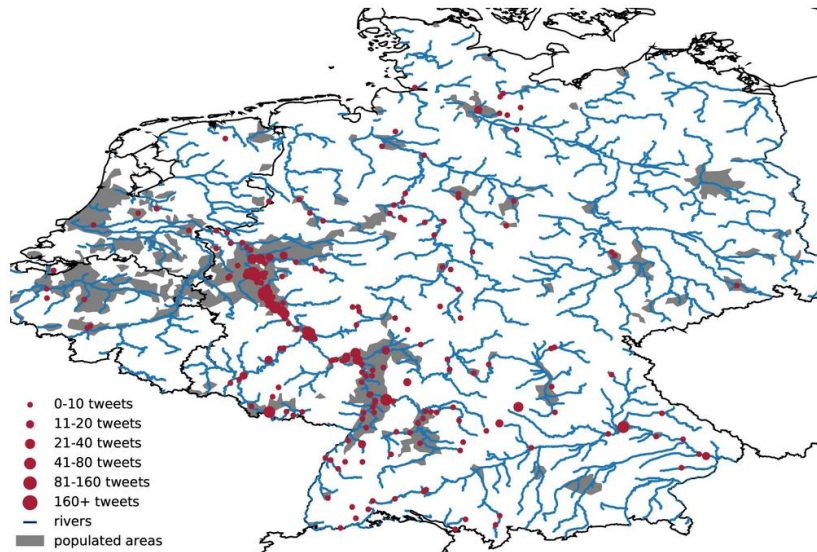 0-10 tweets
11-20 tweets
21-40 tweets
41-80 tweets
81-160 tweets
160+ tweets
rivers
populated areas